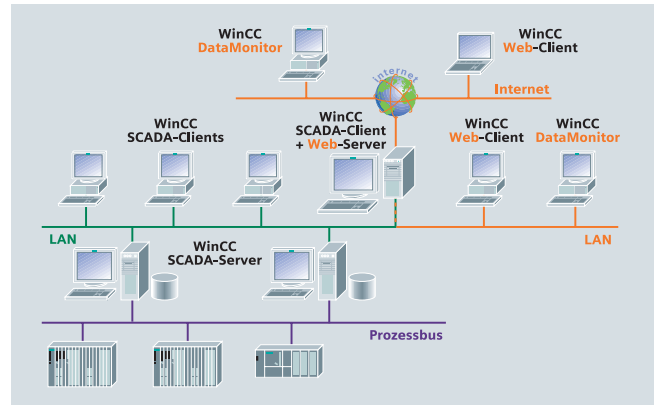 WinCC
DataMonitor
WinCC
Web-Client
internet
Internet
WinCC
SCADA-Clients
WinCC
SCADA-Client
+ Web-Server
WinCC
Web-Client
WinCC
DataMonitor
LAN
WinCC
SCADA-Server
LAN
Prozessbus